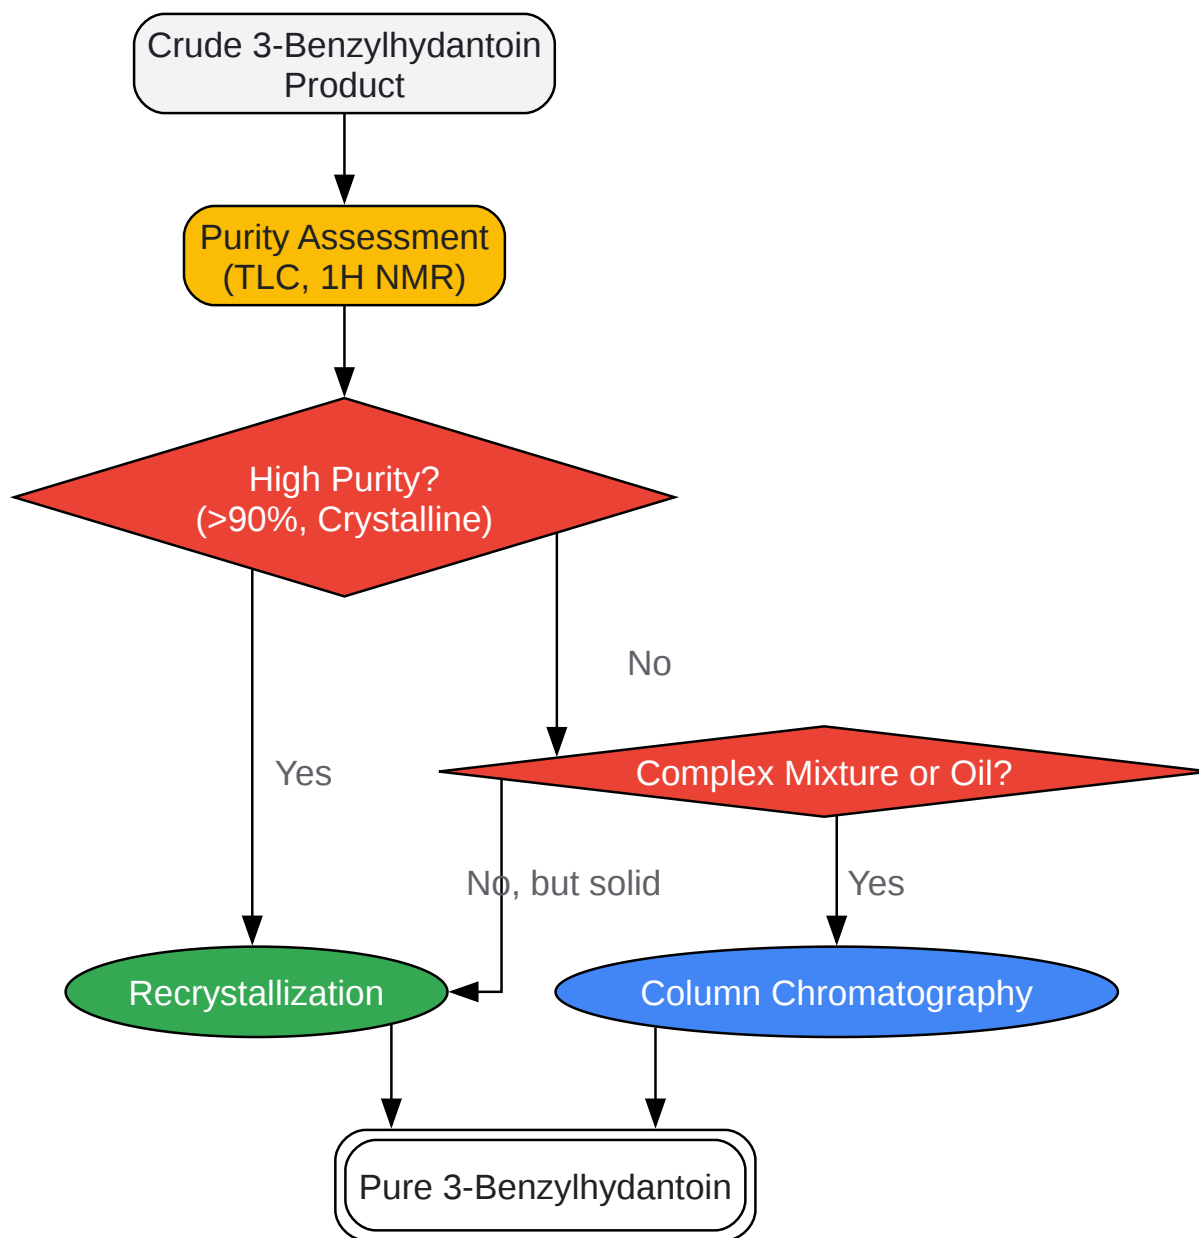 Crude 3-Benzylhydantoin
Product
Purity Assessment
(TLC, 1H NMR)
High Purity?
(>90%, Crystalline)
No
Yes
Complex Mixture or Oil?
No, but solid
Yes
Recrystallization
Column Chromatography
Pure 3-Benzylhydantoin